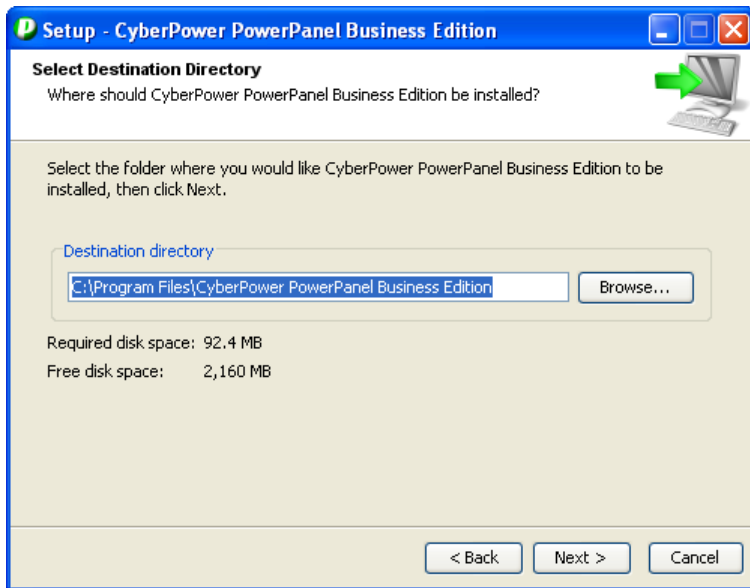 Setup - CyberPower PowerPanel Business Edition
Select Destination Directory
Where should CyberPower PowerPanel Business Edition be installed?
Select the folder where you would like CyberPower PowerPanel Business Edition to be
installed, then click Next.
Destination directory
C:\Program Files\CyberPower PowerPanel Business Edition
Browse...
Required disk space: 92.4 MB
Free disk space: 2,160 MB
< Back Next > Cancel